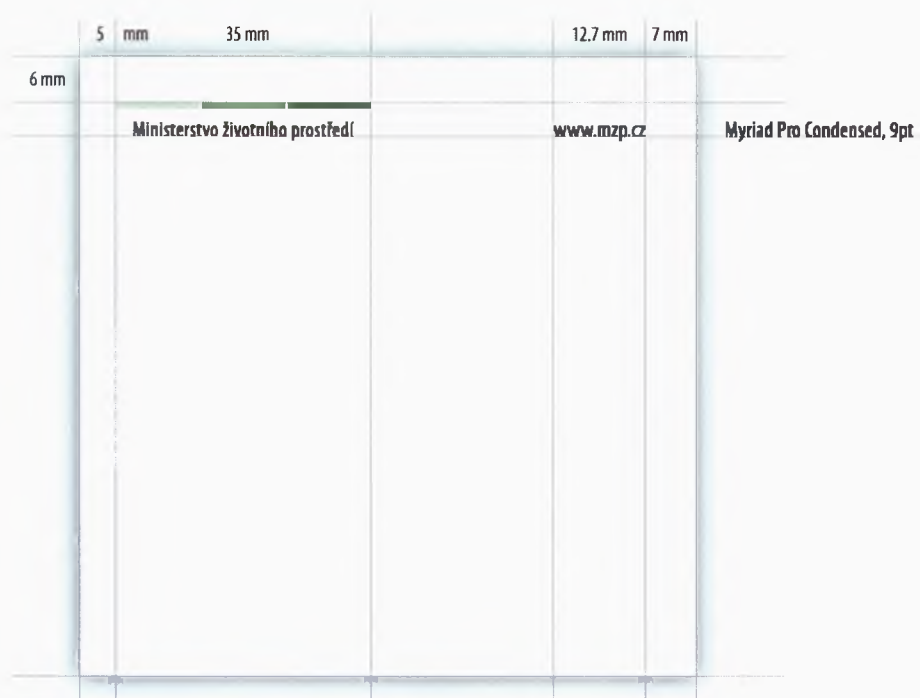 5 mm 35 mm 12.7 mm 7 mm
6 mm
Ministerstvo životního prostředí www.mzp.cz Myriad Pro Condensed, 9pt